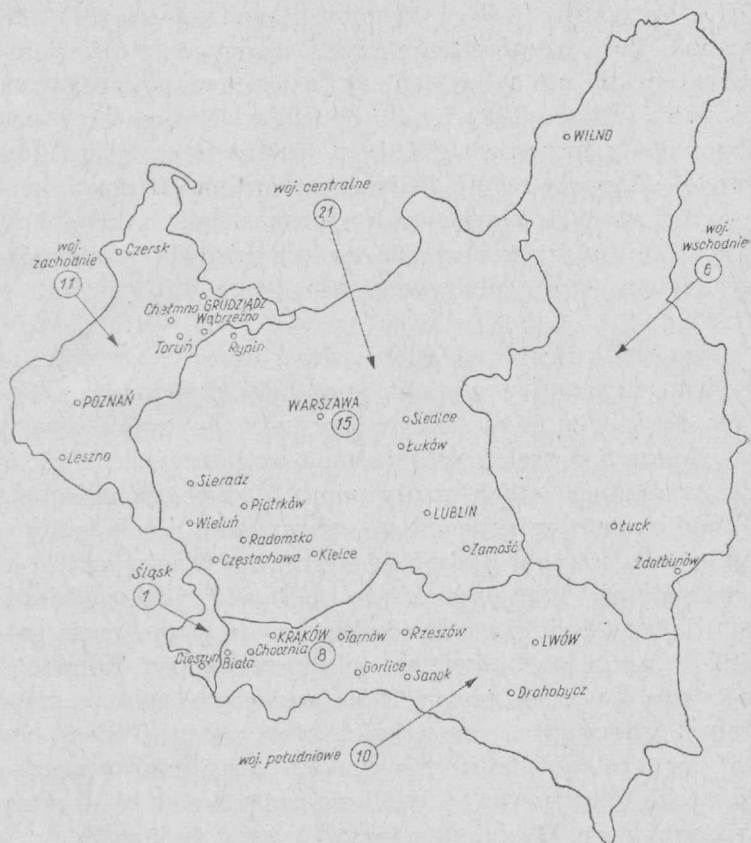 WILNO
woj. centralne
21
woj.
zachodnie
11
woj.
wschodnie
6
Czersk
Chełmno
GRUDZIĄDZ
Wąbrzeźno
Toruń
Rypin
POZNAŃ
WARSZAWA
15
Siedlce
Łuków
Leszno
Sieradz
Piotrków
Wieluń
LUBLIN
Łuck
Radomsko
Częstochowa
Kielce
Zamość
Zdołbunów
Śląsk
1
KRAKÓW
Tarnów
Rzeszów
LWÓW
Cieszyn
Biała
Chocznia
8
Gorlice
Sanok
Drohobycz
woj. południowe
10